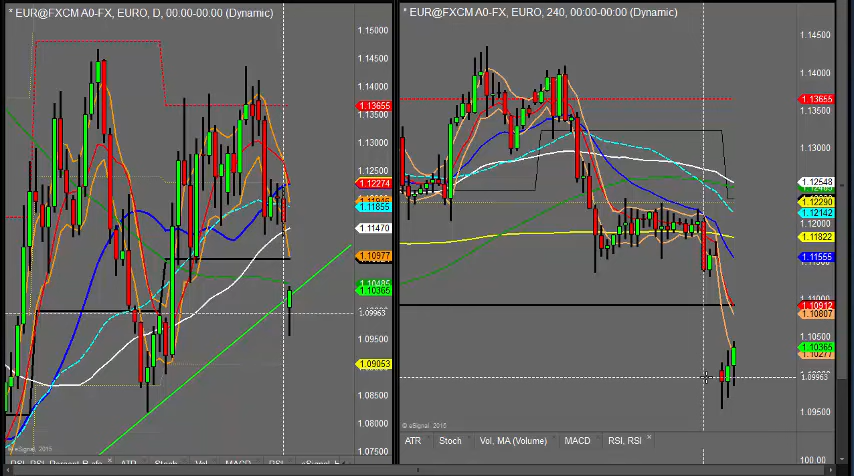 * EUR@FXCM A0-FX, EURO, D, 00.00-00.00 (Dynamic)
1.15000
1.14500
1.14000
1.13655
1.13500
1.13000
1.12500
1.12274
1.11855
1.11470
1.10977
1.10365
1.09963
1.09500
1.09053
1.08500
1.08000
1.07500
© eSignal, 2015
ATR
Stoch
Vol
MACD
RSI
* EUR@FXCM A0-FX, EURO, 240, 00:00-00:00 (Dynamic)
1.14500
1.14000
1.13655
1.13500
1.13000
1.12548
1.12290
1.12142
1.12000
1.11822
1.11555
1.10912
1.10807
1.10500
1.10365
1.10277
1.09963
1.09500
© eSignal, 2015
ATR
Stoch
Vol, MA (Volume)
MACD
RSI, RSI
100.00